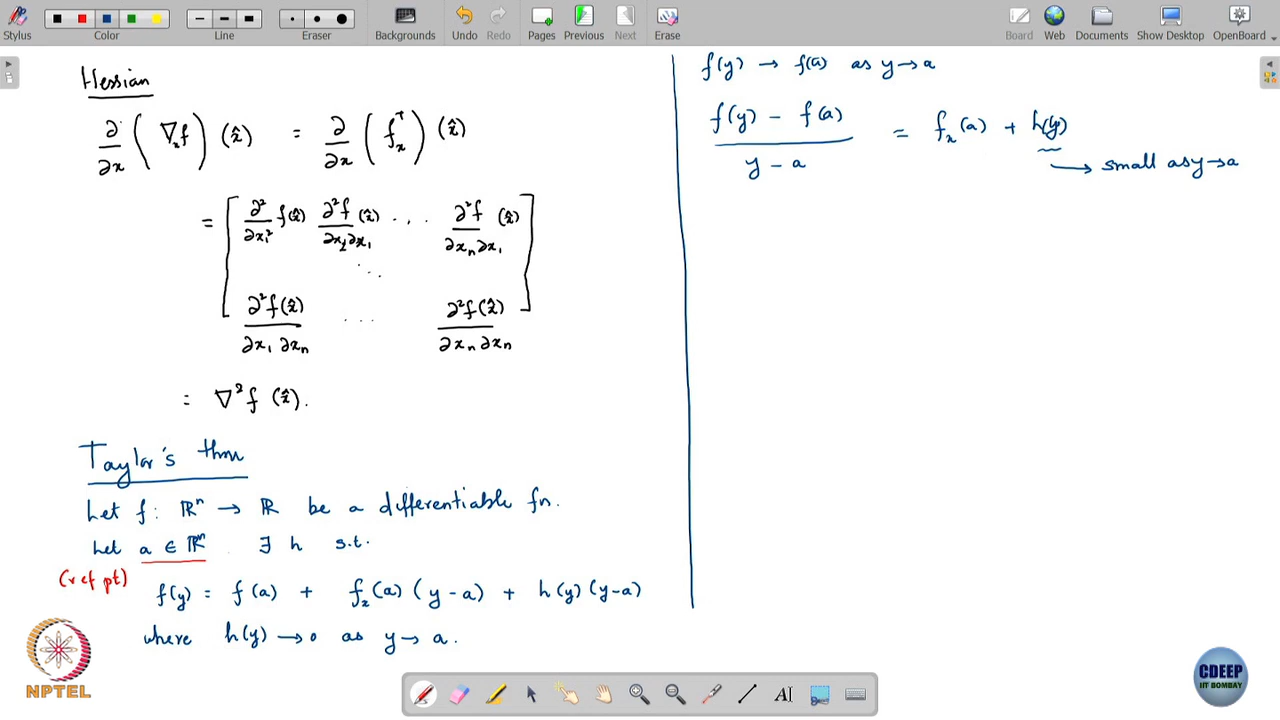 Stylus Color Line Eraser Backgrounds Undo Redo Pages Previous Next Erase Board Web Documents Show Desktop OpenBoard
Hessian
∂/∂x (∇ₓf) (x̂) = ∂/∂x (fₓᵀ) (x̂)
= [ ∂²/∂x₁² f(x̂) ∂²f/∂x₂∂x₁ (x̂) ... ∂²f/∂xₙ∂x₁ (x̂)
...
∂²f(x̂)/∂x₁∂xₙ ... ∂²f(x̂)/∂xₙ∂xₙ ]
= ∇²f (x̂).
Taylor's thm
Let f: ℝⁿ → ℝ be a differentiable fn.
Let a ∈ ℝⁿ ∃ h s.t.
(ref pt)
f(y) = f(a) + fₓ(a) (y-a) + h(y) (y-a)
where h(y) → 0 as y → a.
f(y) → f(a) as y → a
f(y) - f(a) / y - a = fₓ(a) + h(y)
→ small as y → a
NPTEL
CDEEP
IIT BOMBAY